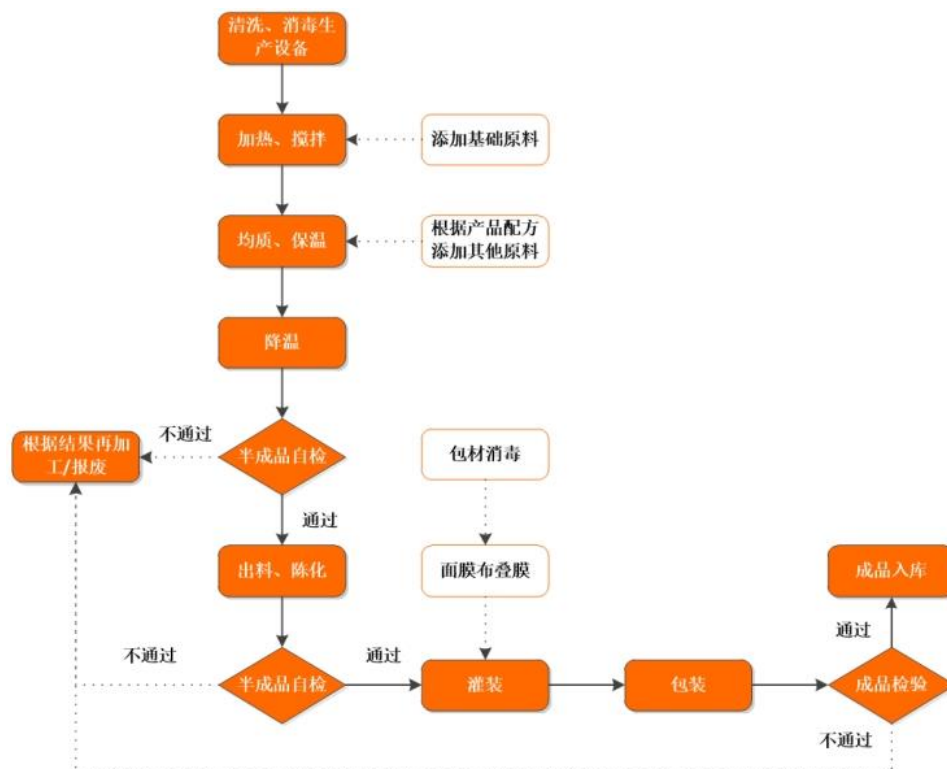 清洗、消毒生
产设备
加热、搅拌
添加基础原料
均质、保温
根据产品配方
添加其他原料
降温
不通过
根据结果再加
工/报废
半成品自检
包材消毒
通过
出料、陈化
面膜布叠膜
成品入库
不通过
通过
通过
半成品自检
灌装
包装
成品检验
不通过